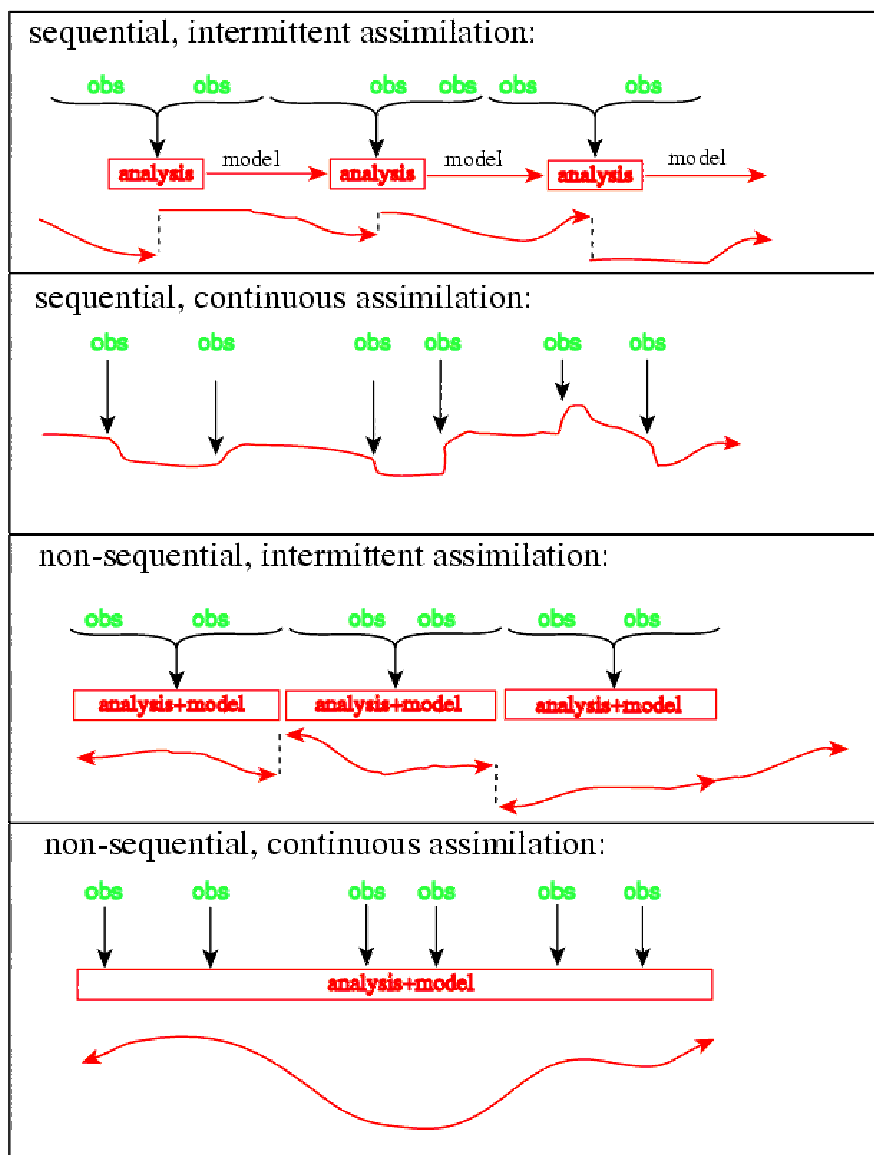 sequential, intermittent assimilation:
obs obs obs obs obs obs
analysis model analysis model analysis model
sequential, continuous assimilation:
obs obs obs obs obs obs
non-sequential, intermittent assimilation:
obs obs obs obs obs obs
analysis+model analysis+model analysis+model
non-sequential, continuous assimilation:
obs obs obs obs obs obs
analysis+model